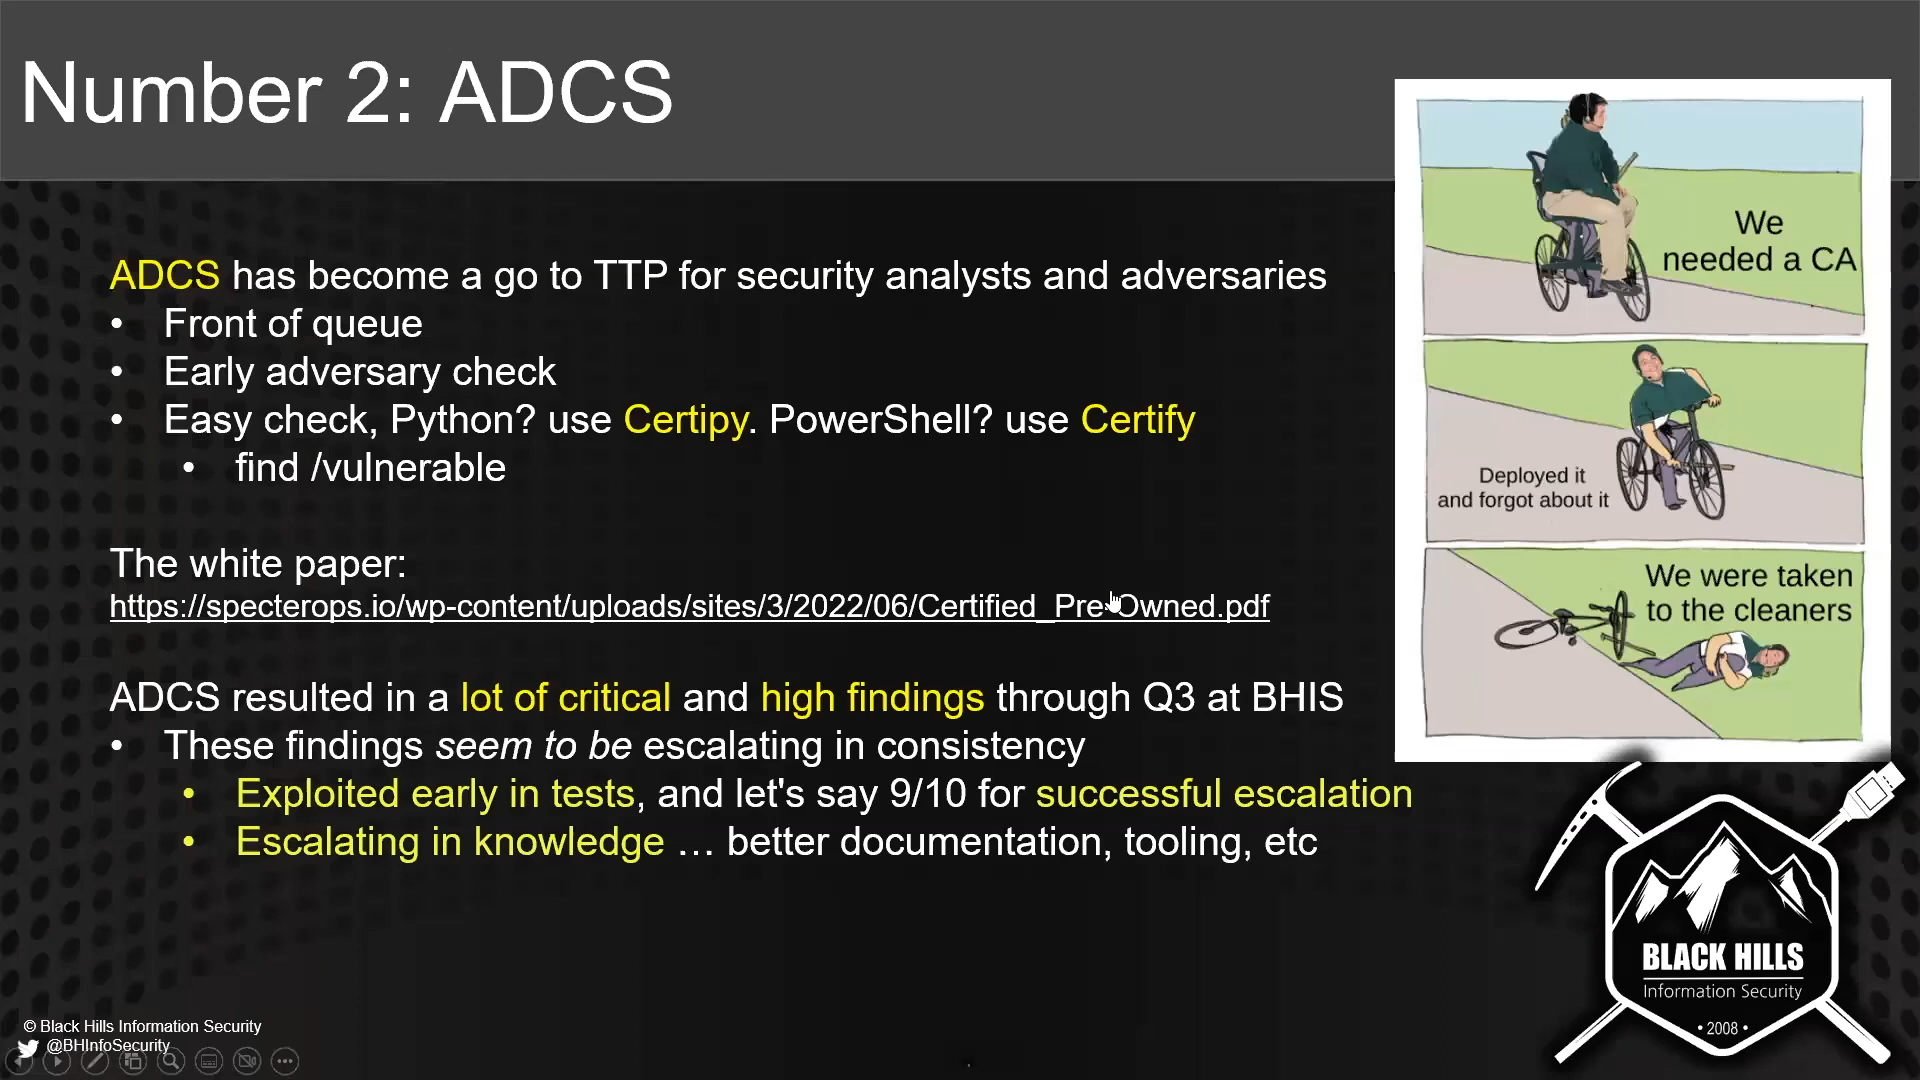 Number 2: ADCS
We
needed a CA
Deployed it
and forgot about it
We were taken
to the cleaners
ADCS has become a go to TTP for security analysts and adversaries
• Front of queue
• Early adversary check
• Easy check, Python? use Certipy. PowerShell? use Certify
• find /vulnerable
The white paper:
https://specterops.io/wp-content/uploads/sites/3/2022/06/Certified_Pre-Owned.pdf
ADCS resulted in a lot of critical and high findings through Q3 at BHIS
• These findings seem to be escalating in consistency
• Exploited early in tests, and let's say 9/10 for successful escalation
• Escalating in knowledge … better documentation, tooling, etc
BLACK HILLS
Information Security
• 2008 •
© Black Hills Information Security
@BHInfoSecurity